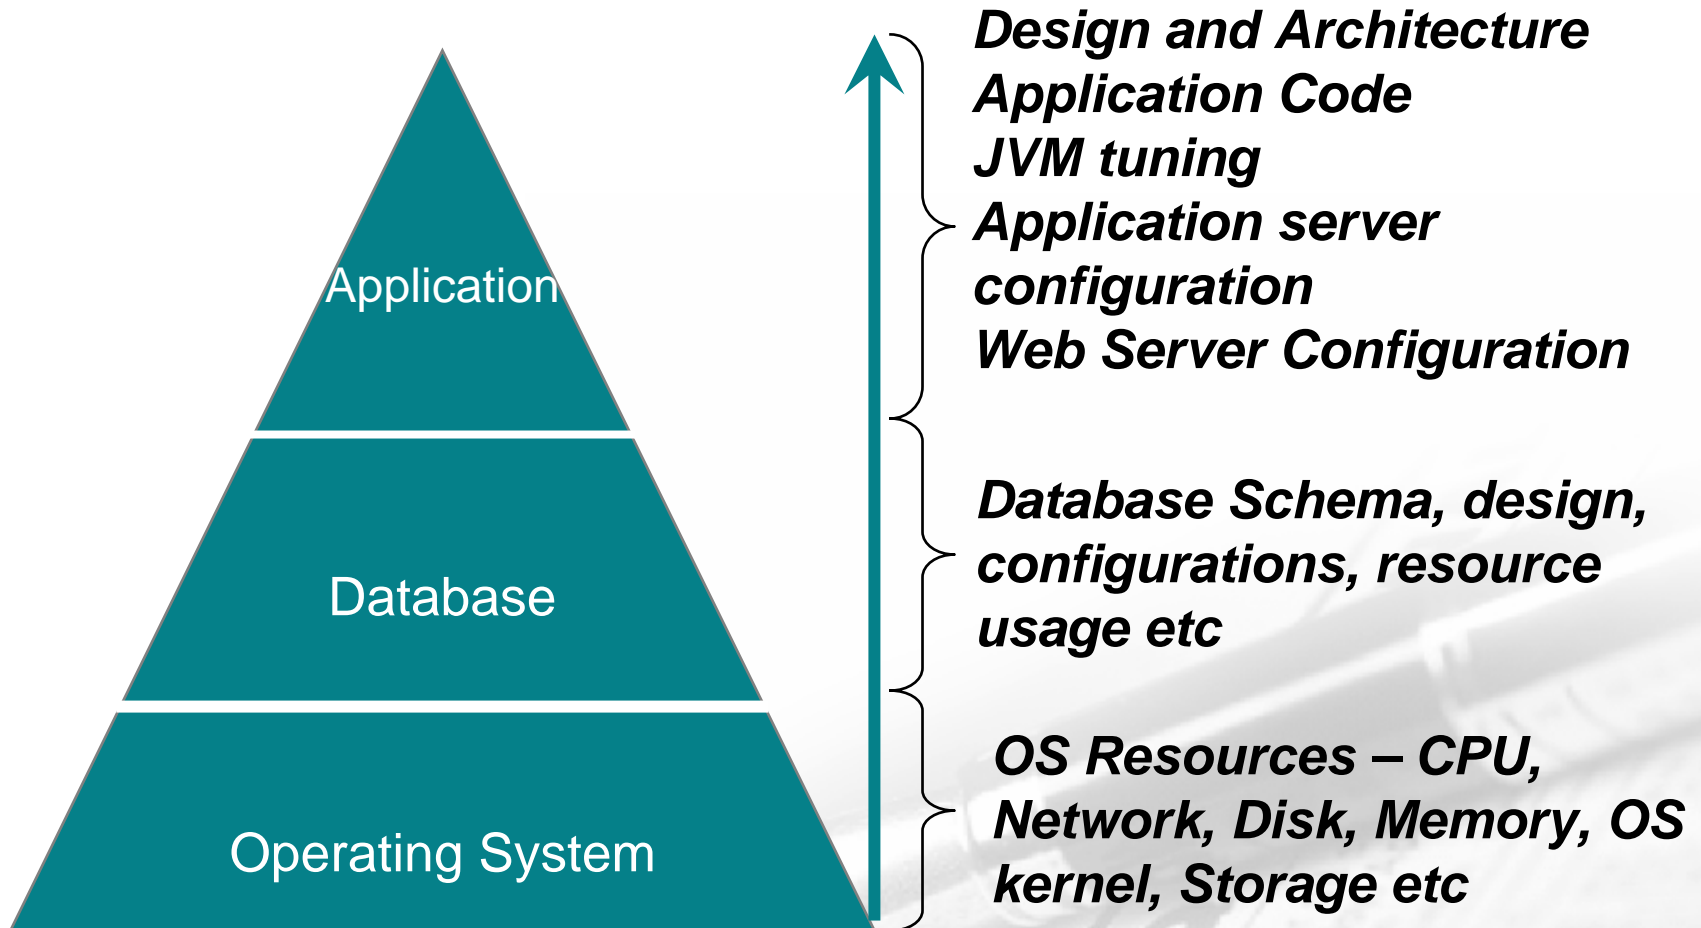 Design and Architecture
Application Code
JVM tuning
Application server
configuration
Web Server Configuration
Application
Database Schema, design,
configurations, resource
usage etc
Database
OS Resources – CPU,
Network, Disk, Memory, OS
kernel, Storage etc
Operating System